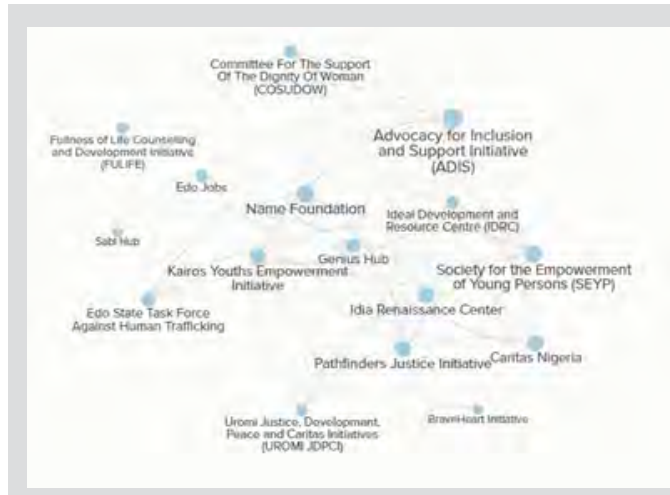 Committee For The Support
Of The Dignity Of Woman
(COSUDOW)
Advocacy for Inclusion
and Support Initiative
(ADIS)
Fullness of Life Counselling
and Development Initiative
(FULIFE)
Edo Jobs
Name Foundation
Ideal Development and
Resource Centre (IDRC)
Sabi Hub
Genius Hub
Kairos Youths Empowerment
Initiative
Society for the Empowerment
of Young Persons (SEYP)
Edo State Task Force
Against Human Trafficking
Idia Renaissance Center
Pathfinders Justice Initiative
Caritas Nigeria
Uromi Justice, Development,
Peace and Caritas Initiatives
(UROMI JDPCI)
BraveHeart Initiative